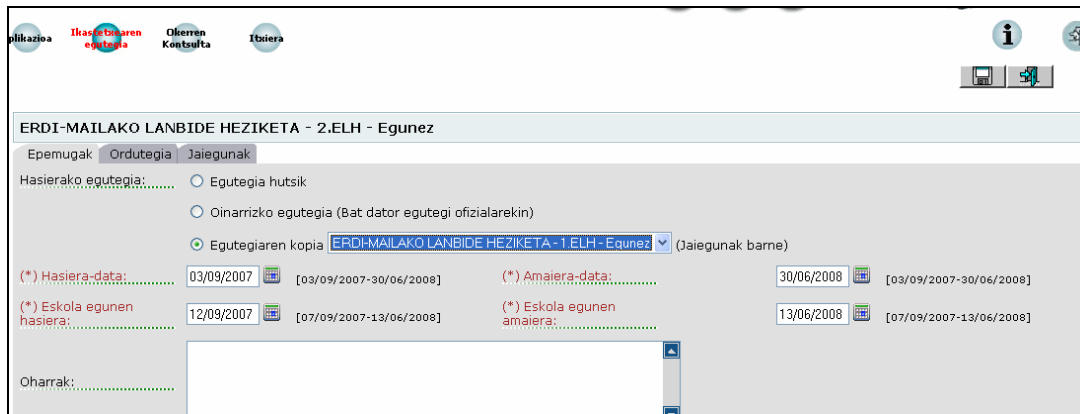 plikazioa
Ikastetxearen egutegia
Okerren Kontsulta
Itxiera
ERDI-MAILAKO LANBIDE HEZIKETA - 2.ELH - Egunez
Epemugak Ordutegia Jaiegunak
Hasierako egutegia: Egutegia hutsik
Oinarrizko egutegia (Bat dator egutegi ofizialarekin)
Egutegiaren kopia ERDI-MAILAKO LANBIDE HEZIKETA - 1.ELH - Egunez (Jaiegunak barne)
(*) Hasiera-data: 03/09/2007 [03/09/2007-30/06/2008] (*) Amaiera-data: 30/06/2008 [03/09/2007-30/06/2008]
(*) Eskola egunen hasiera: 12/09/2007 [07/09/2007-13/06/2008] (*) Eskola egunen amaiera: 13/06/2008 [07/09/2007-13/06/2008]
Oharrak: